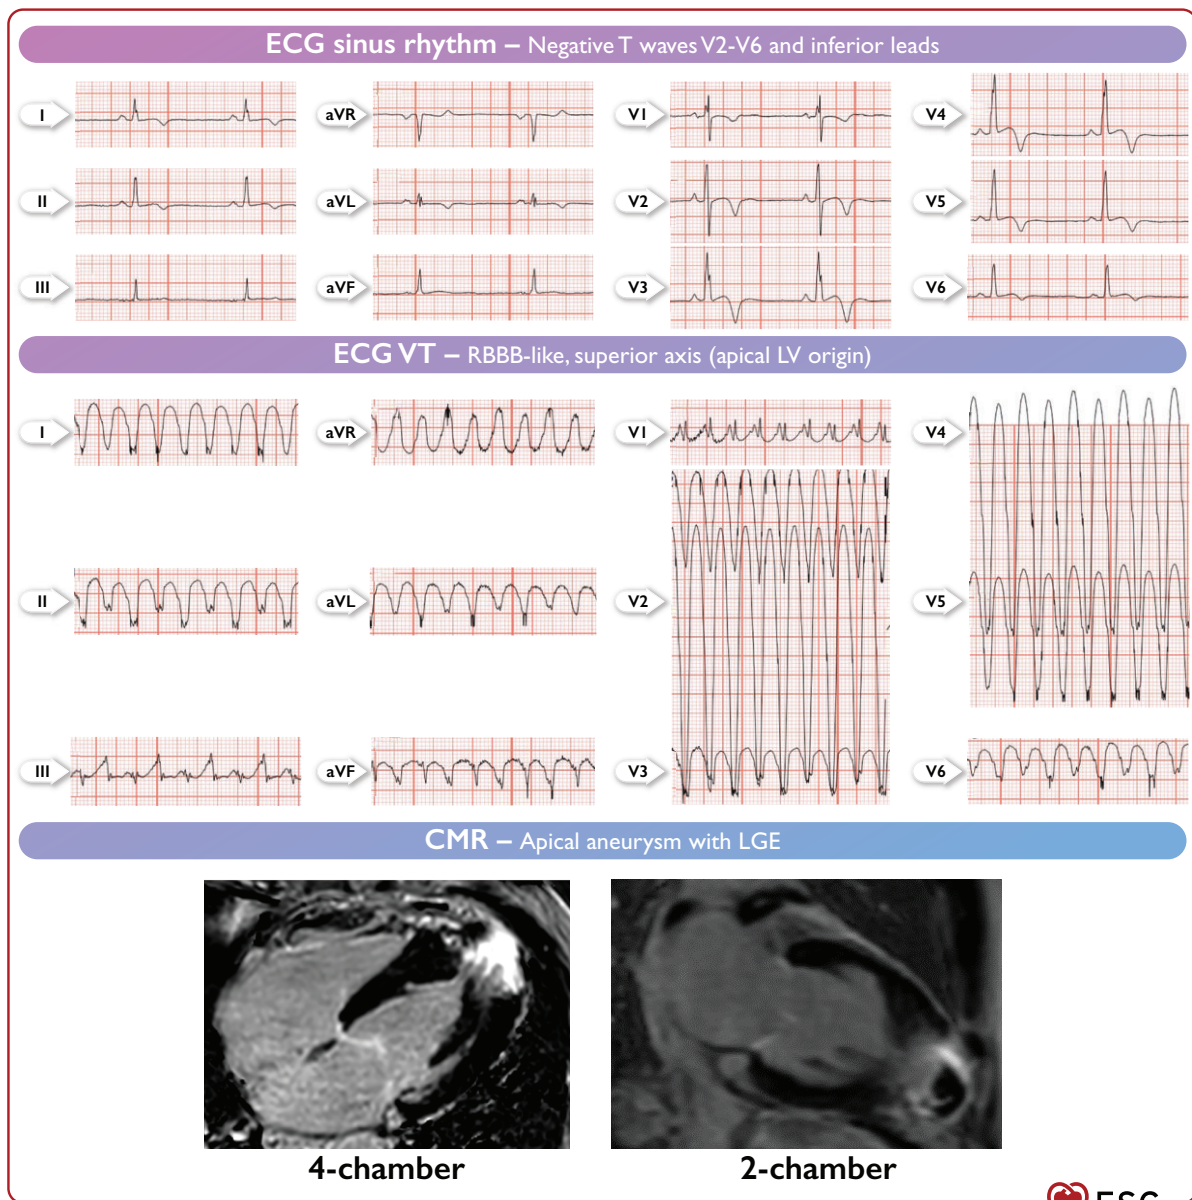 ECG sinus rhythm – Negative T waves V2-V6 and inferior leads
I
aVR
V1
V4
II
aVL
V2
V5
III
aVF
V3
V6
ECG VT – RBBB-like, superior axis (apical LV origin)
I
aVR
V1
V4
II
aVL
V2
V5
III
aVF
V3
V6
CMR – Apical aneurysm with LGE
4-chamber
2-chamber
ESC